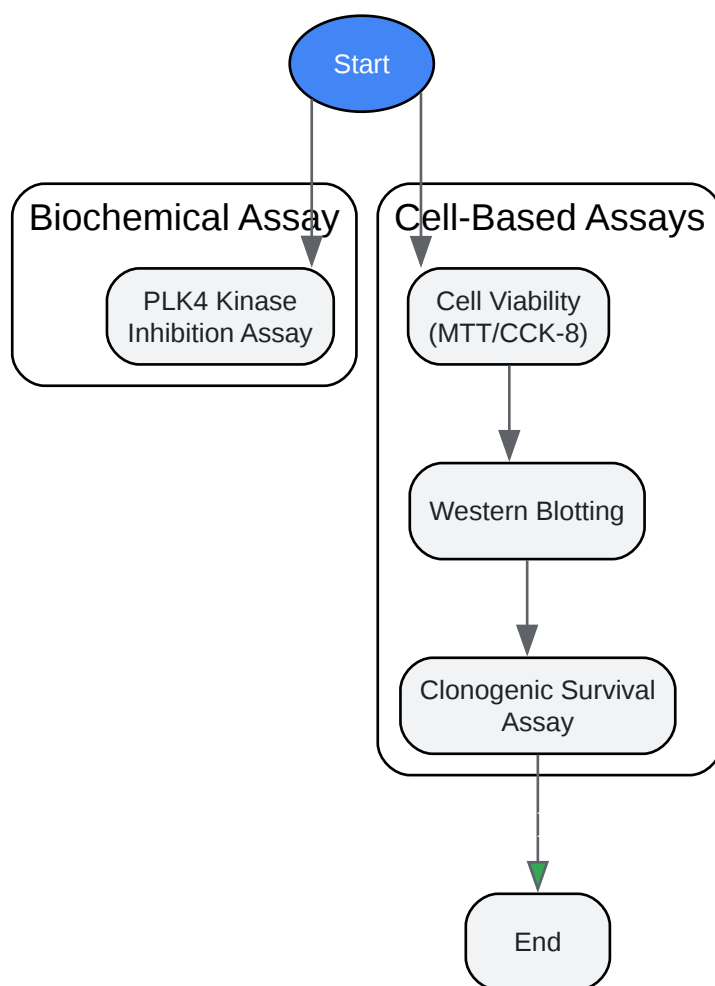 Start
Biochemical Assay
PLK4 Kinase
Inhibition Assay
Cell-Based Assays
Cell Viability
(MTT/CCK-8)
Western Blotting
Clonogenic Survival
Assay
End